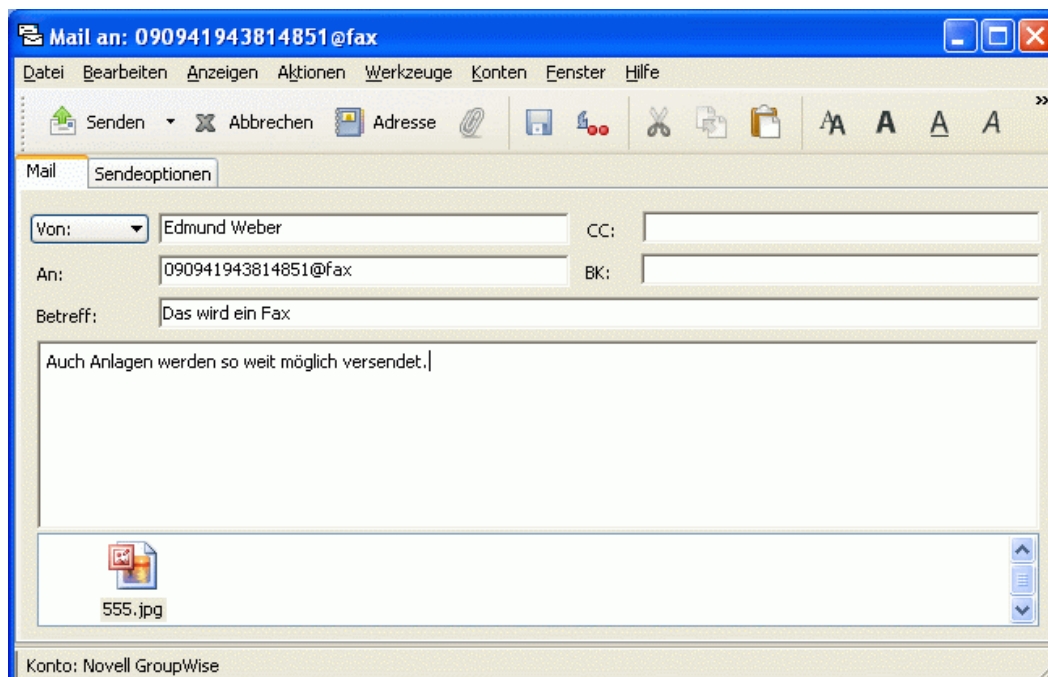 Mail an: 090941943814851@fax
Datei Bearbeiten Anzeigen Aktionen Werkzeuge Konten Fenster Hilfe
Senden Abbrechen Adresse A A A A
Mail Sendeoptionen
Von: Edmund Weber CC:
An: 090941943814851@fax BK:
Betreff: Das wird ein Fax
Auch Anlagen werden so weit möglich versendet.
555.jpg
Konto: Novell GroupWise